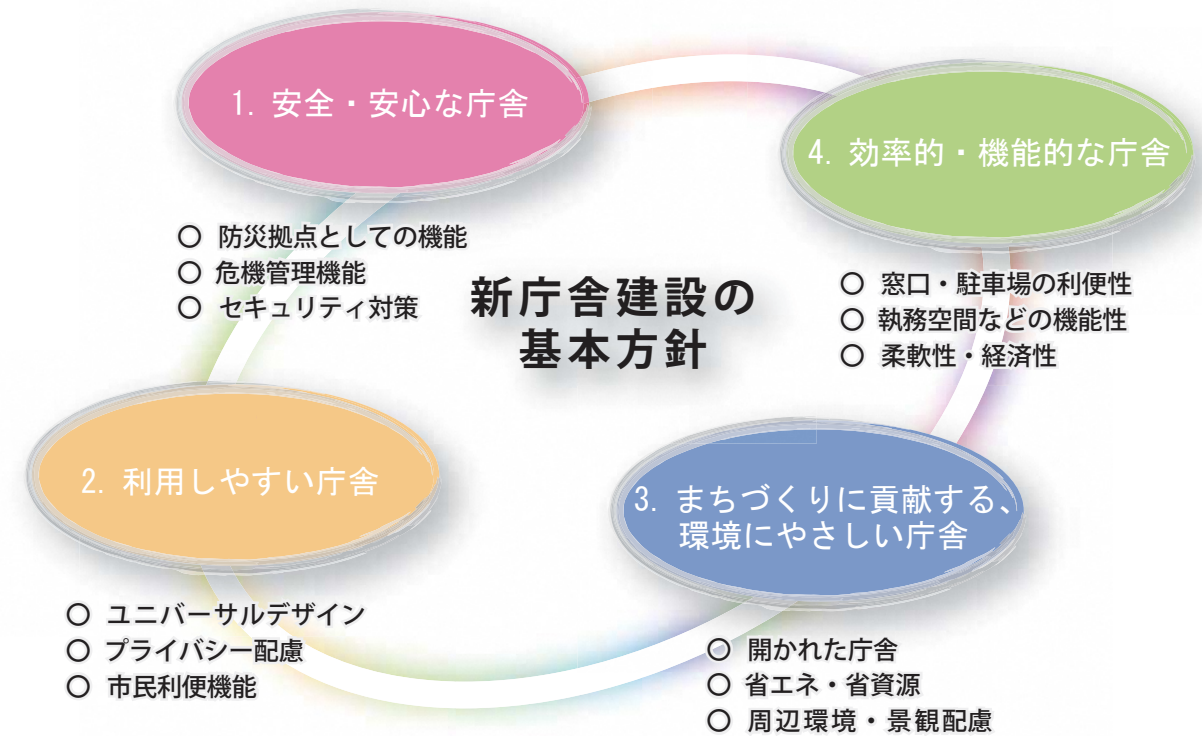 新庁舎建設の
基本方針
1. 安全・安心な庁舎
○ 防災拠点としての機能
○ 危機管理機能
○ セキュリティ対策
2. 利用しやすい庁舎
○ ユニバーサルデザイン
○ プライバシー配慮
○ 市民利便機能
3. まちづくりに貢献する、
環境にやさしい庁舎
○ 開かれた庁舎
○ 省エネ・省資源
○ 周辺環境・景観配慮
4. 効率的・機能的な庁舎
○ 窓口・駐車場の利便性
○ 執務空間などの機能性
○ 柔軟性・経済性